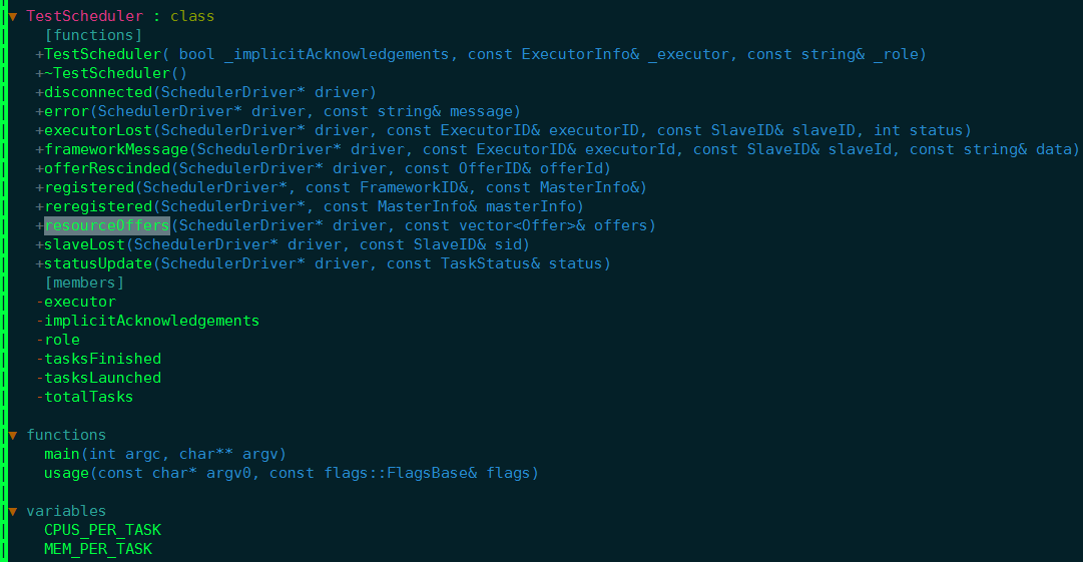 ▼ TestScheduler : class
[functions]
+TestScheduler( bool _implicitAcknowledgements, const ExecutorInfo& _executor, const string& _role)
+~TestScheduler()
+disconnected(SchedulerDriver* driver)
+error(SchedulerDriver* driver, const string& message)
+executorLost(SchedulerDriver* driver, const ExecutorID& executorID, const SlaveID& slaveID, int status)
+frameworkMessage(SchedulerDriver* driver, const ExecutorID& executorId, const SlaveID& slaveId, const string& data)
+offerRescinded(SchedulerDriver* driver, const OfferID& offerId)
+registered(SchedulerDriver*, const FrameworkID&, const MasterInfo&)
+reregistered(SchedulerDriver*, const MasterInfo& masterInfo)
+resourceOffers(SchedulerDriver* driver, const vector<Offer>& offers)
+slaveLost(SchedulerDriver* driver, const SlaveID& sid)
+statusUpdate(SchedulerDriver* driver, const TaskStatus& status)
[members]
-executor
-implicitAcknowledgements
-role
-tasksFinished
-tasksLaunched
-totalTasks
▼ functions
main(int argc, char** argv)
usage(const char* argv0, const flags::FlagsBase& flags)
▼ variables
CPUS_PER_TASK
MEM_PER_TASK